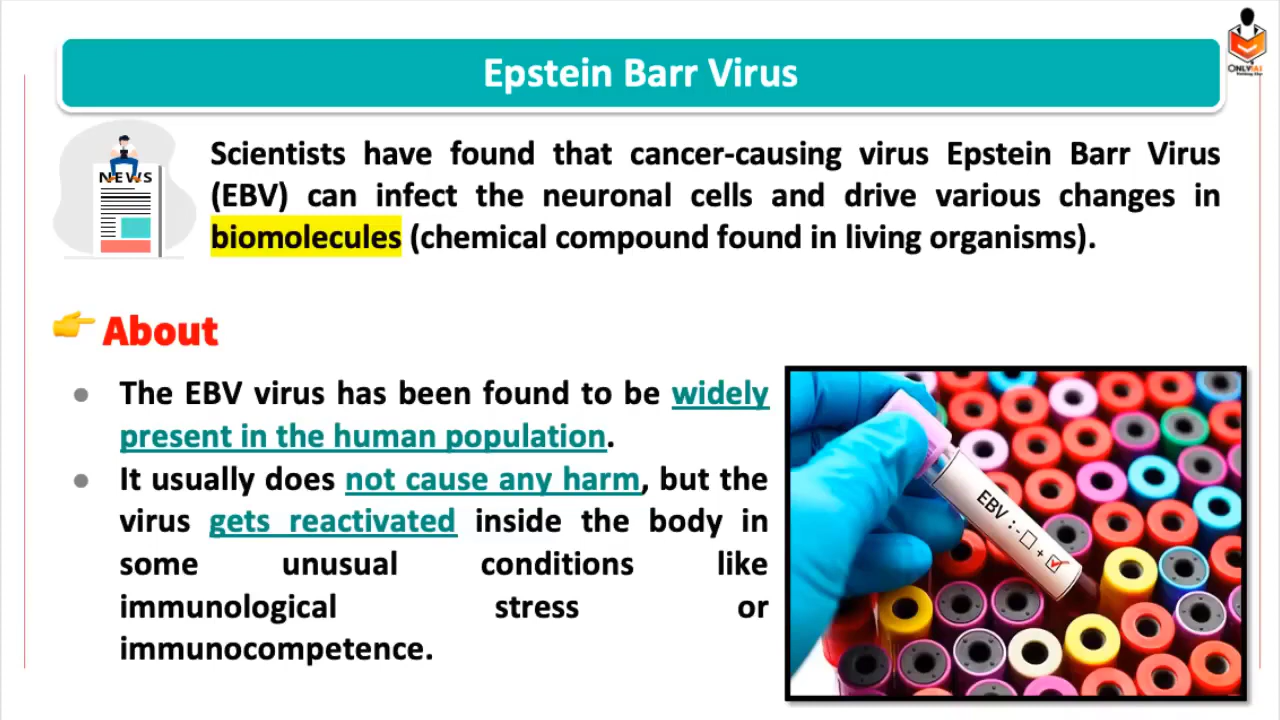 Epstein Barr Virus
ONLYIAS
NEWS
Scientists have found that cancer-causing virus Epstein Barr Virus
(EBV) can infect the neuronal cells and drive various changes in
biomolecules (chemical compound found in living organisms).
About
The EBV virus has been found to be widely
present in the human population.
It usually does not cause any harm, but the
virus gets reactivated inside the body in
some unusual conditions like
immunological stress or
immunocompetence.
EBV : - +